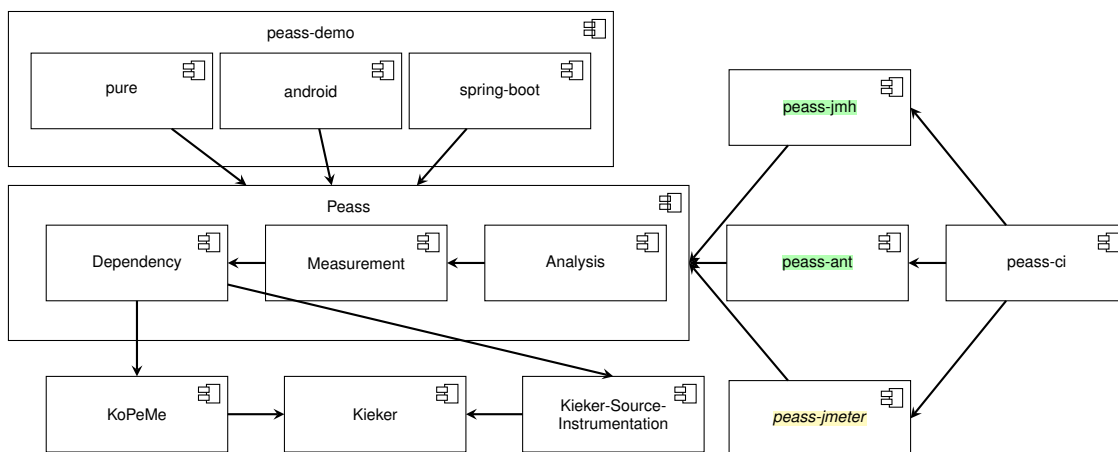 peass-demo
pure
android
spring-boot
peass-jmh
Peass
Dependency
Measurement
Analysis
peass-ant
peass-ci
KoPeMe
Kieker
Kieker-Source-
Instrumentation
peass-jmeter